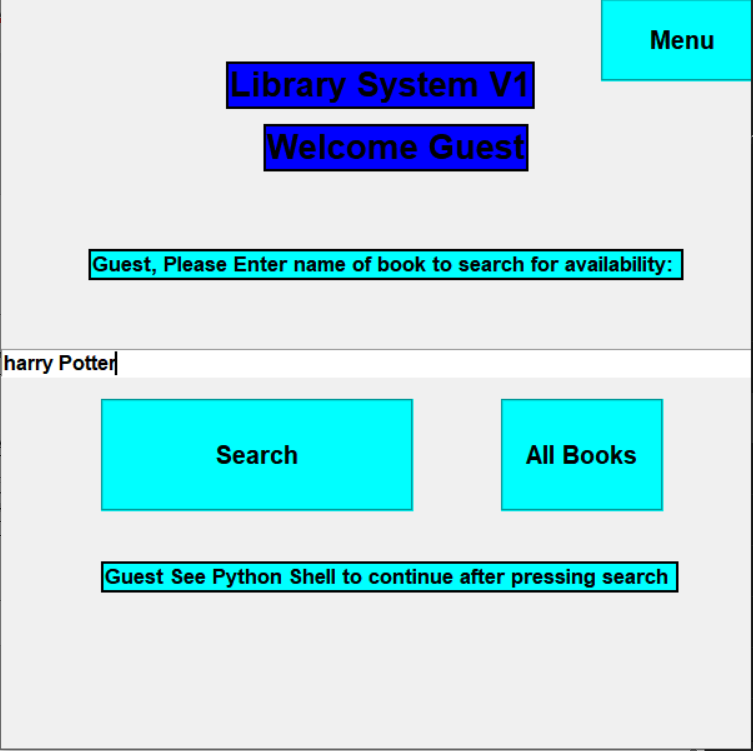 Menu
Library System V1
Welcome Guest
Guest, Please Enter name of book to search for availability:
harry Potter
Search
All Books
Guest See Python Shell to continue after pressing search